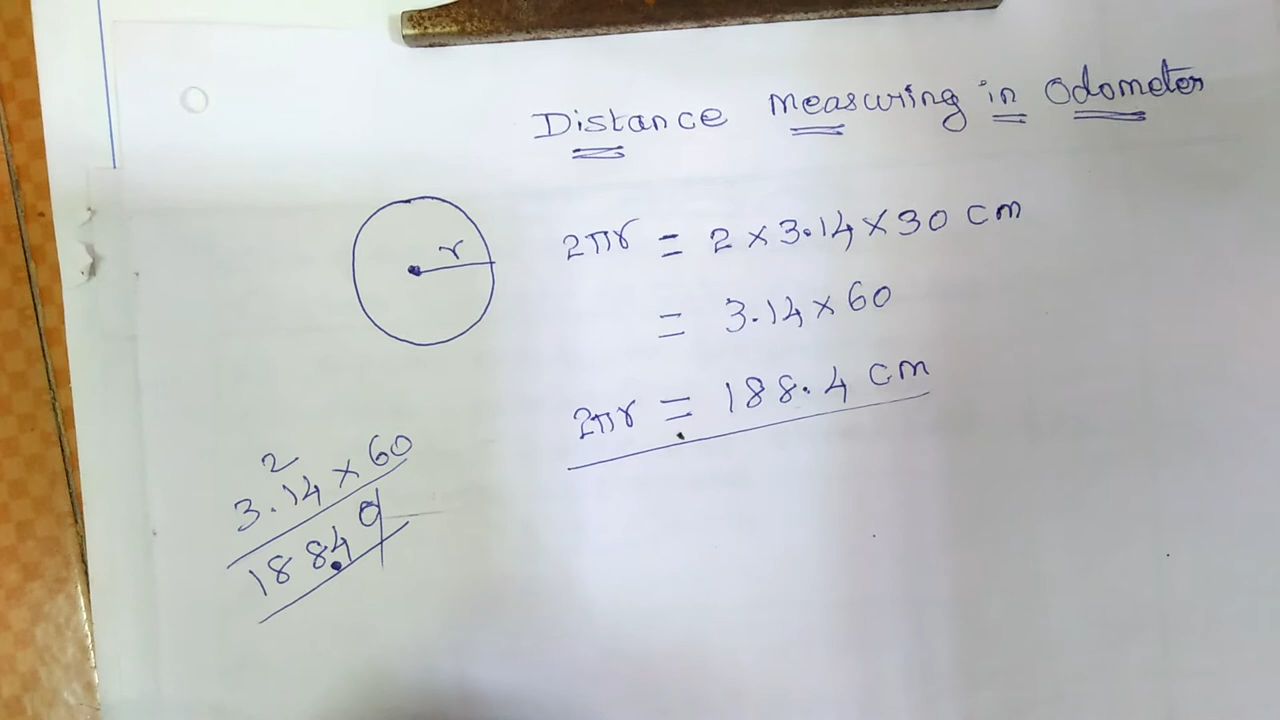 Distance measuring in Odometer
r
2πr = 2 × 3.14 × 30 cm
= 3.14 × 60
2πr = 188.4 cm
2
3.14 × 60
188.40